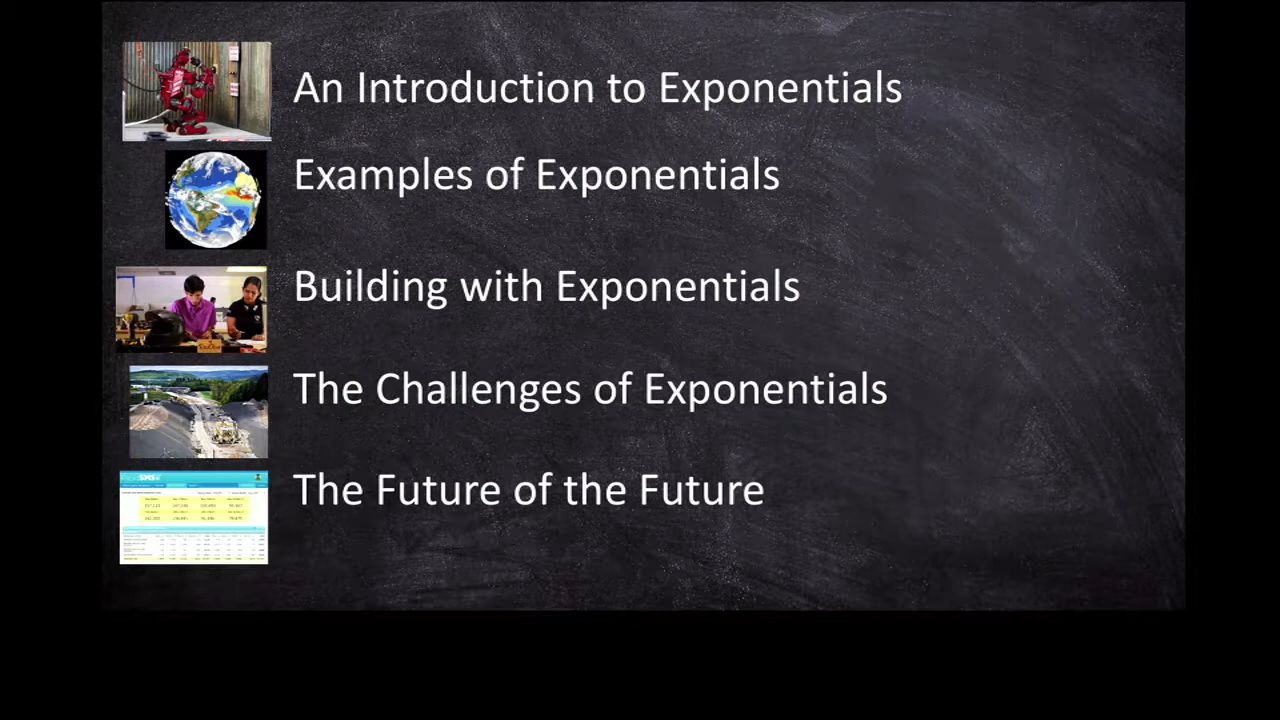 An Introduction to Exponentials
Examples of Exponentials
Building with Exponentials
The Challenges of Exponentials
The Future of the Future